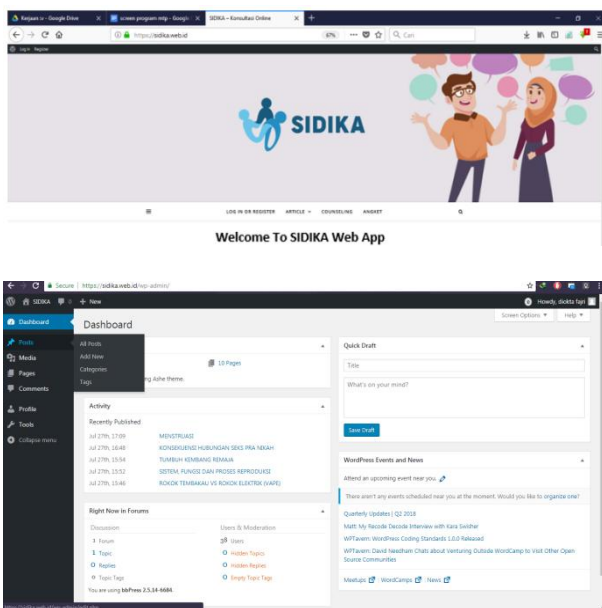 Kerjaan :v - Google Drive
screen program mtp - Google
SIDIKA – Konsultasi Online
https://sidika.web.id
67%
Cari
Log In Register
SIDIKA
LOG IN OR REGISTER ARTICLE COUNSELING ANGKET
Welcome To SIDIKA Web App
Secure https://sidika.web.id/wp-admin/
SIDIKA + New
Howdy, diokta fajri
Dashboard
Dashboard
Screen Options Help
Posts
All Posts
Quick Draft
Media
Add New
10 Pages
Title
Pages
Categories
ng Ashe theme.
What's on your mind?
Comments
Tags
Profile
Activity
Tools
Recently Published
Save Draft
Collapse menu
Jul 27th, 17:09 MENSTRUASI
Jul 27th, 16:48 KONSEKUENSI HUBUNGAN SEKS PRA NIKAH
Jul 27th, 15:54 TUMBUH KEMBANG REMAJA
Jul 27th, 15:52 SISTEM, FUNGSI DAN PROSES REPRODUKSI
Jul 27th, 15:46 ROKOK TEMBAKAU VS ROKOK ELEKTRIK (VAPE)
WordPress Events and News
Attend an upcoming event near you.
There aren't any events scheduled near you at the moment. Would you like to organize one?
Right Now in Forums
Quarterly Updates | Q2 2018
Discussion Users & Moderation
Matt: My Recode Decode Interview with Kara Swisher
1 Forum 28 Users
WPTavern: WordPress Coding Standards 1.0.0 Released
1 Topic 0 Hidden Topics
WPTavern: David Needham Chats about Venturing Outside WordCamp to Visit Other Open
Source Communities
0 Replies 0 Hidden Replies
0 Topic Tags 0 Empty Topic Tags
Meetups WordCamps News
You are using bbPress 2.5.14-6684.